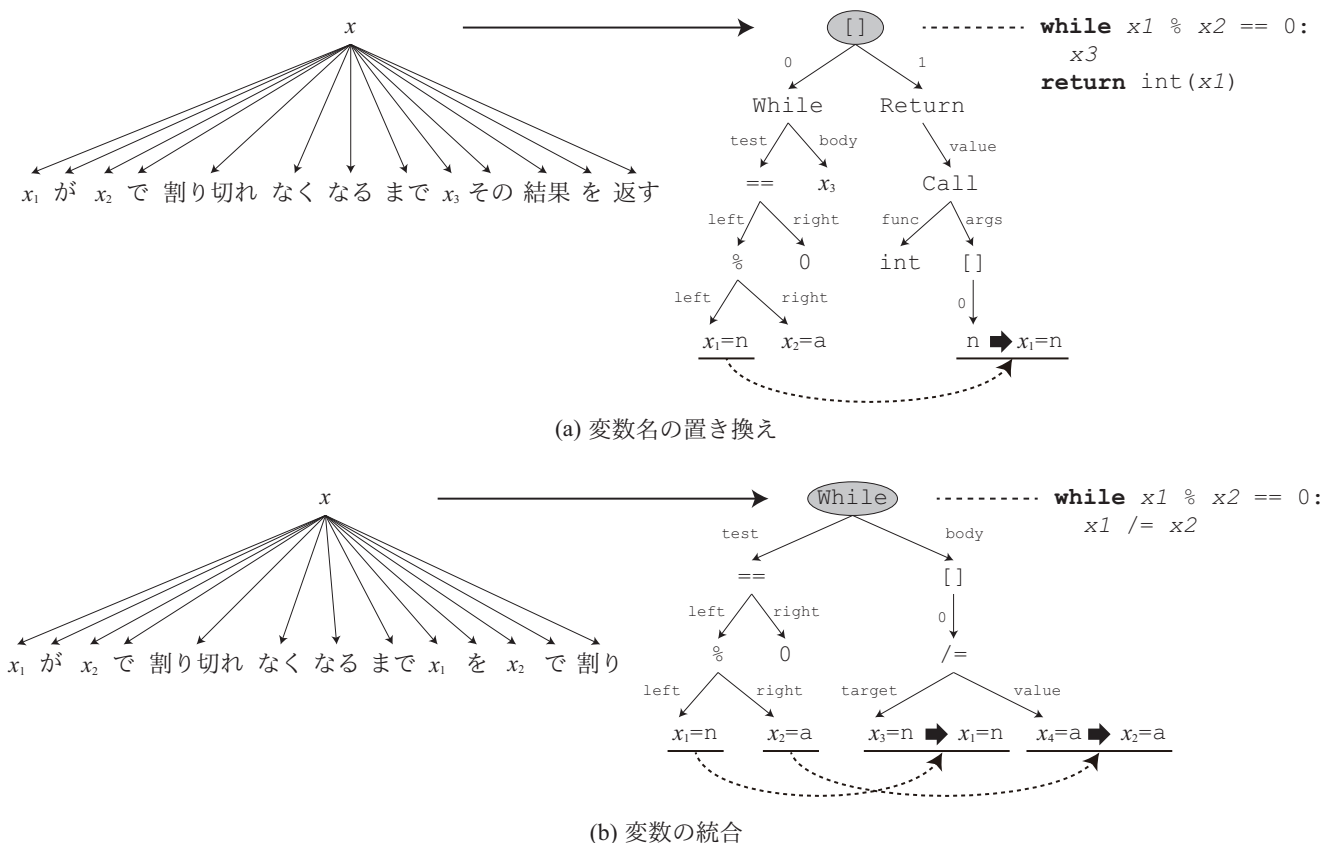 x [] while x1 % x2 == 0:
x3
0 1 return int(x1)
While Return
test body value
x₁ が x₂ で 割り切れ なく なる まで x₃ その 結果 を 返す == x₃ Call
left right func args
% 0 int []
left right 0
x₁=n x₂=a n x₁=n
(a) 変数名の置き換え
x While while x1 % x2 == 0:
x1 /= x2
test body
== []
left right 0
x₁ が x₂ で 割り切れ なく なる まで x₁ を x₂ で 割り % 0 /=
left right target value
x₁=n x₂=a x₃=n x₁=n x₄=a x₂=a
(b) 変数の統合